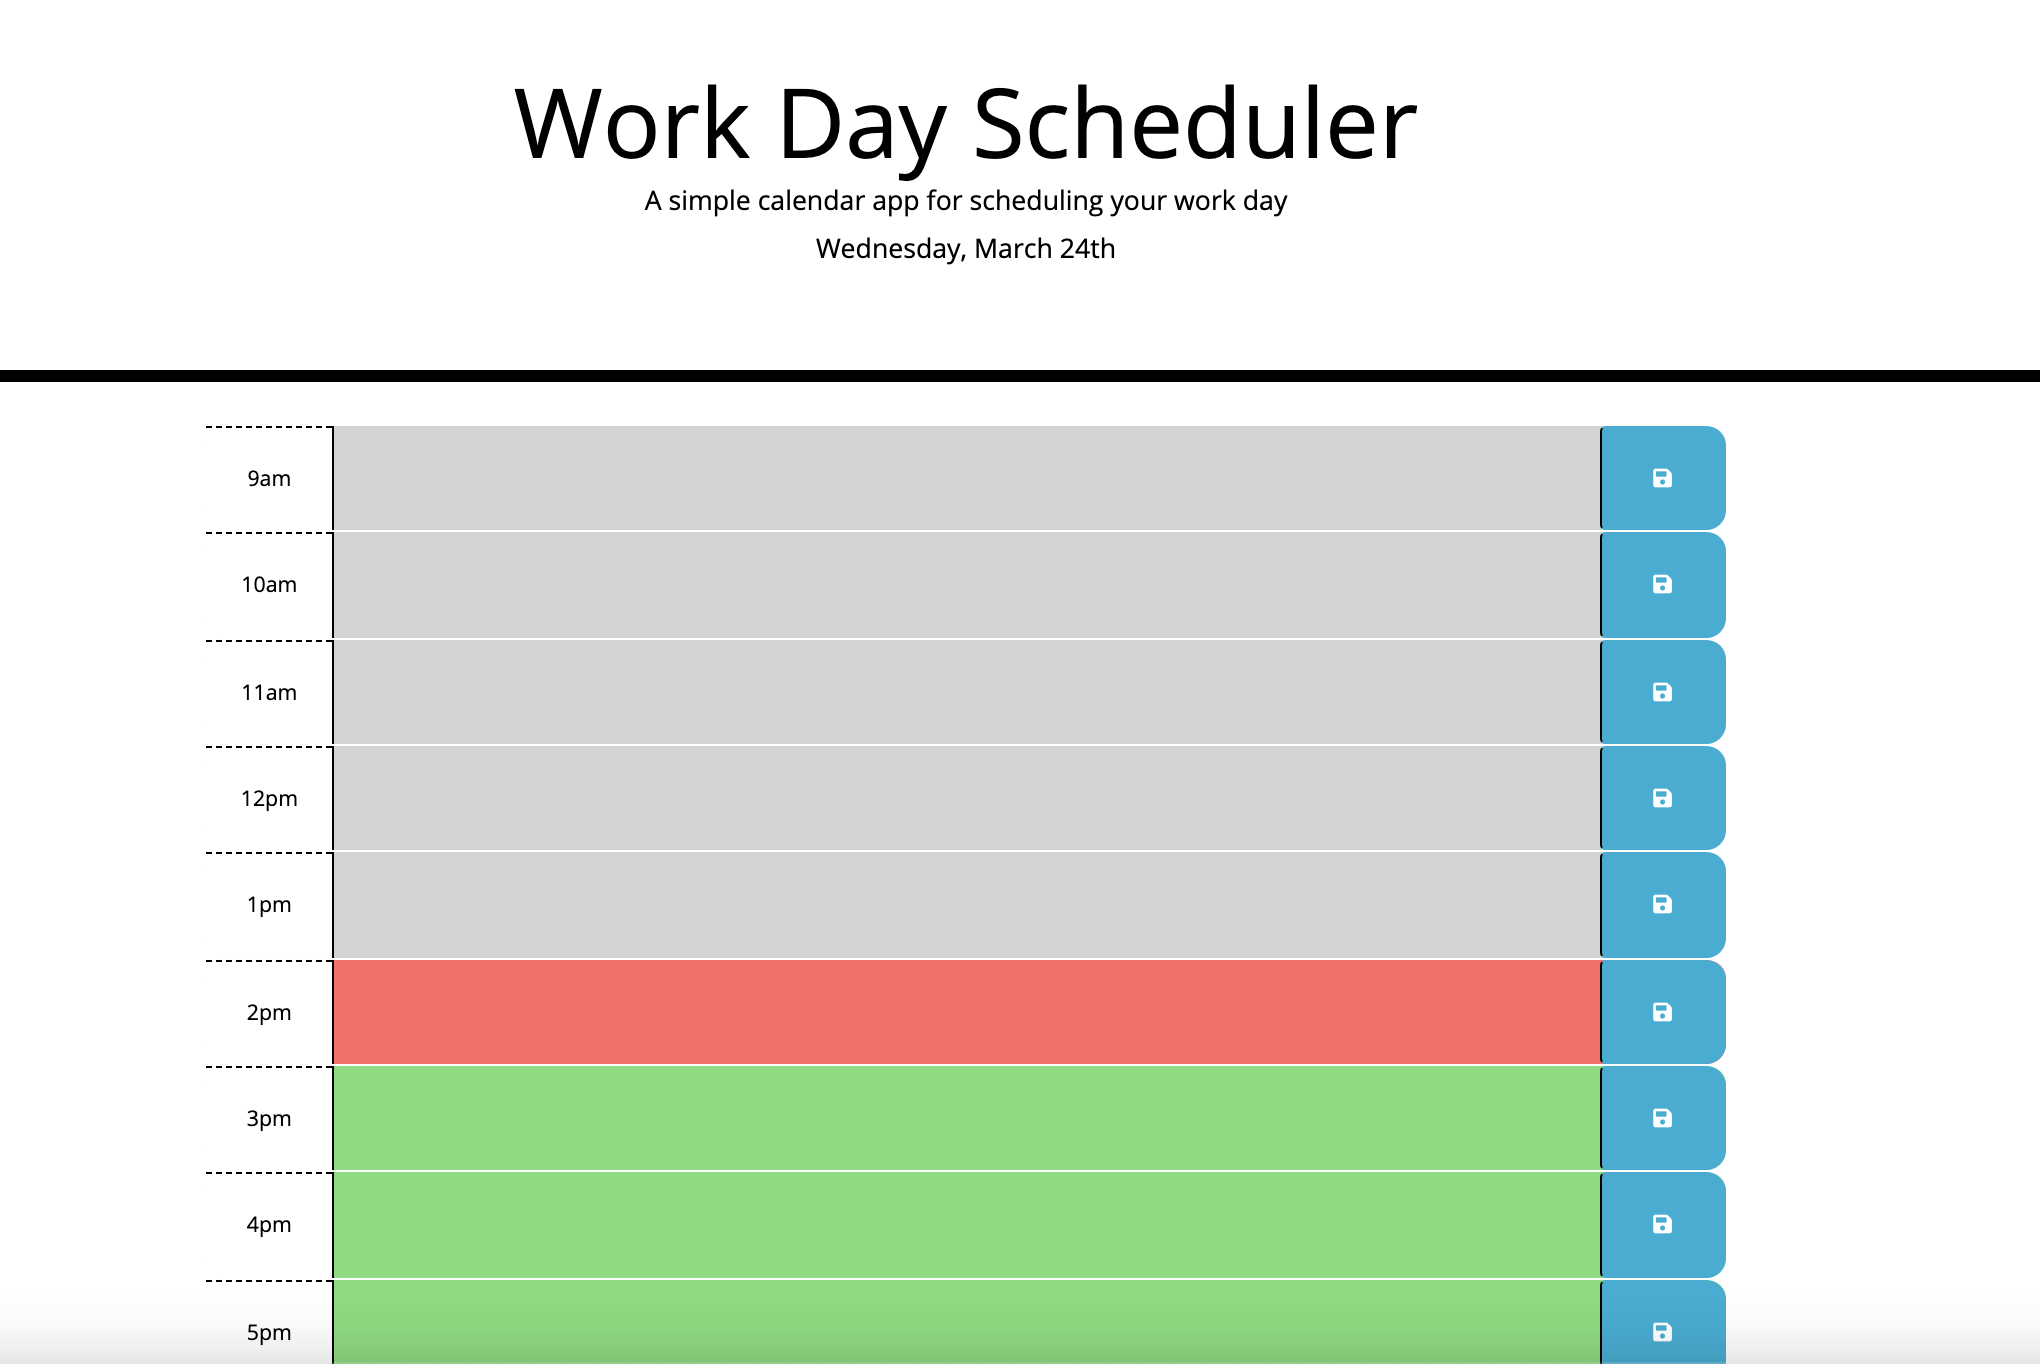 Work Day Scheduler
A simple calendar app for scheduling your work day
Wednesday, March 24th
9am
10am
11am
12pm
1pm
2pm
3pm
4pm
5pm